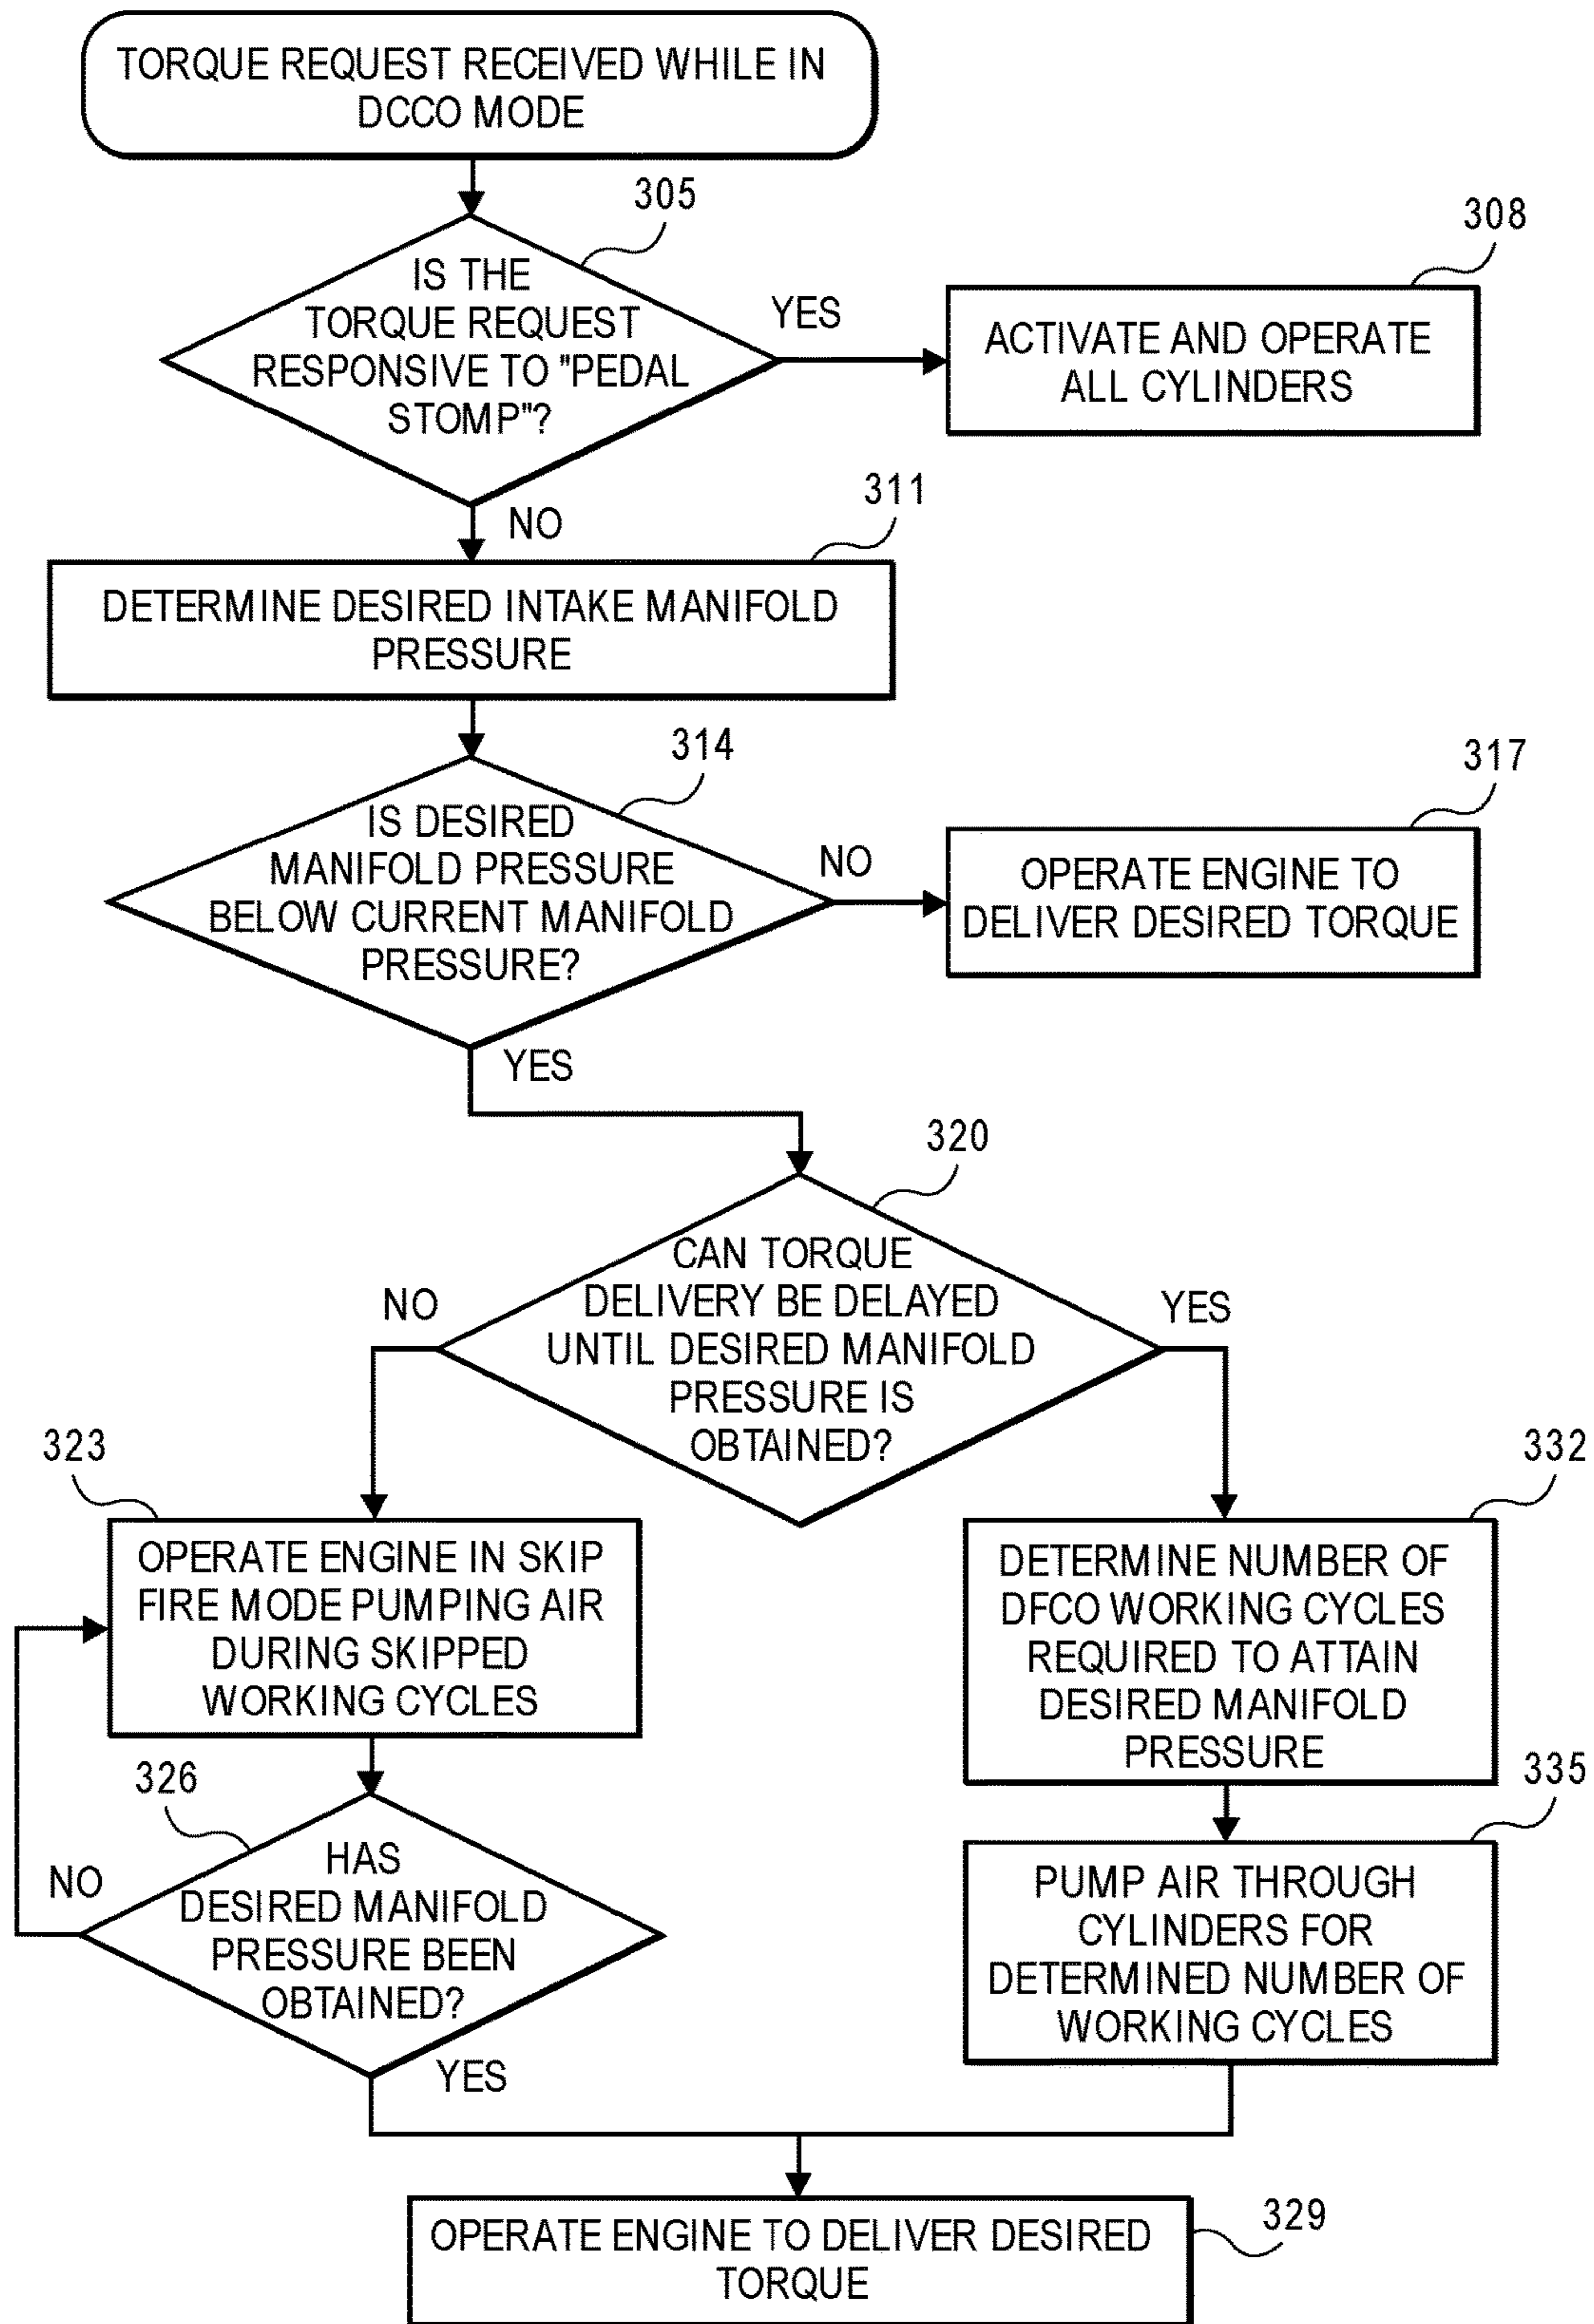 TORQUE REQUEST RECEIVED WHILE IN
DCCO MODE
305
308
IS THE
TORQUE REQUEST
RESPONSIVE TO "PEDAL
STOMP"?
YES
ACTIVATE AND OPERATE
ALL CYLINDERS
NO
311
DETERMINE DESIRED INTAKE MANIFOLD
PRESSURE
314
317
IS DESIRED
MANIFOLD PRESSURE
BELOW CURRENT MANIFOLD
PRESSURE?
NO
OPERATE ENGINE TO
DELIVER DESIRED TORQUE
YES
320
CAN TORQUE
DELIVERY BE DELAYED
UNTIL DESIRED MANIFOLD
PRESSURE IS
OBTAINED?
NO
YES
323
332
OPERATE ENGINE IN SKIP
FIRE MODE PUMPING AIR
DURING SKIPPED
WORKING CYCLES
DETERMINE NUMBER OF
DFCO WORKING CYCLES
REQUIRED TO ATTAIN
DESIRED MANIFOLD
PRESSURE
326
335
HAS
DESIRED MANIFOLD
PRESSURE BEEN
OBTAINED?
NO
YES
PUMP AIR THROUGH
CYLINDERS FOR
DETERMINED NUMBER OF
WORKING CYCLES
OPERATE ENGINE TO DELIVER DESIRED
TORQUE
329